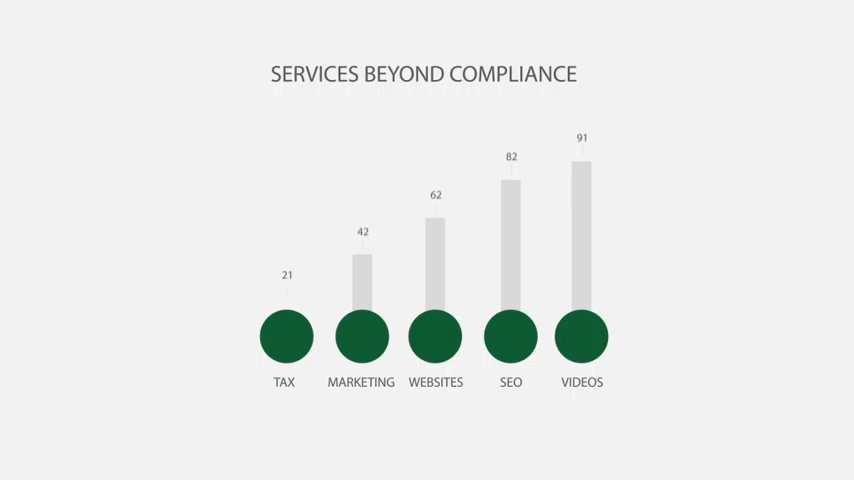 SERVICES BEYOND COMPLIANCE
91
82
62
42
21
TAX MARKETING WEBSITES SEO VIDEOS